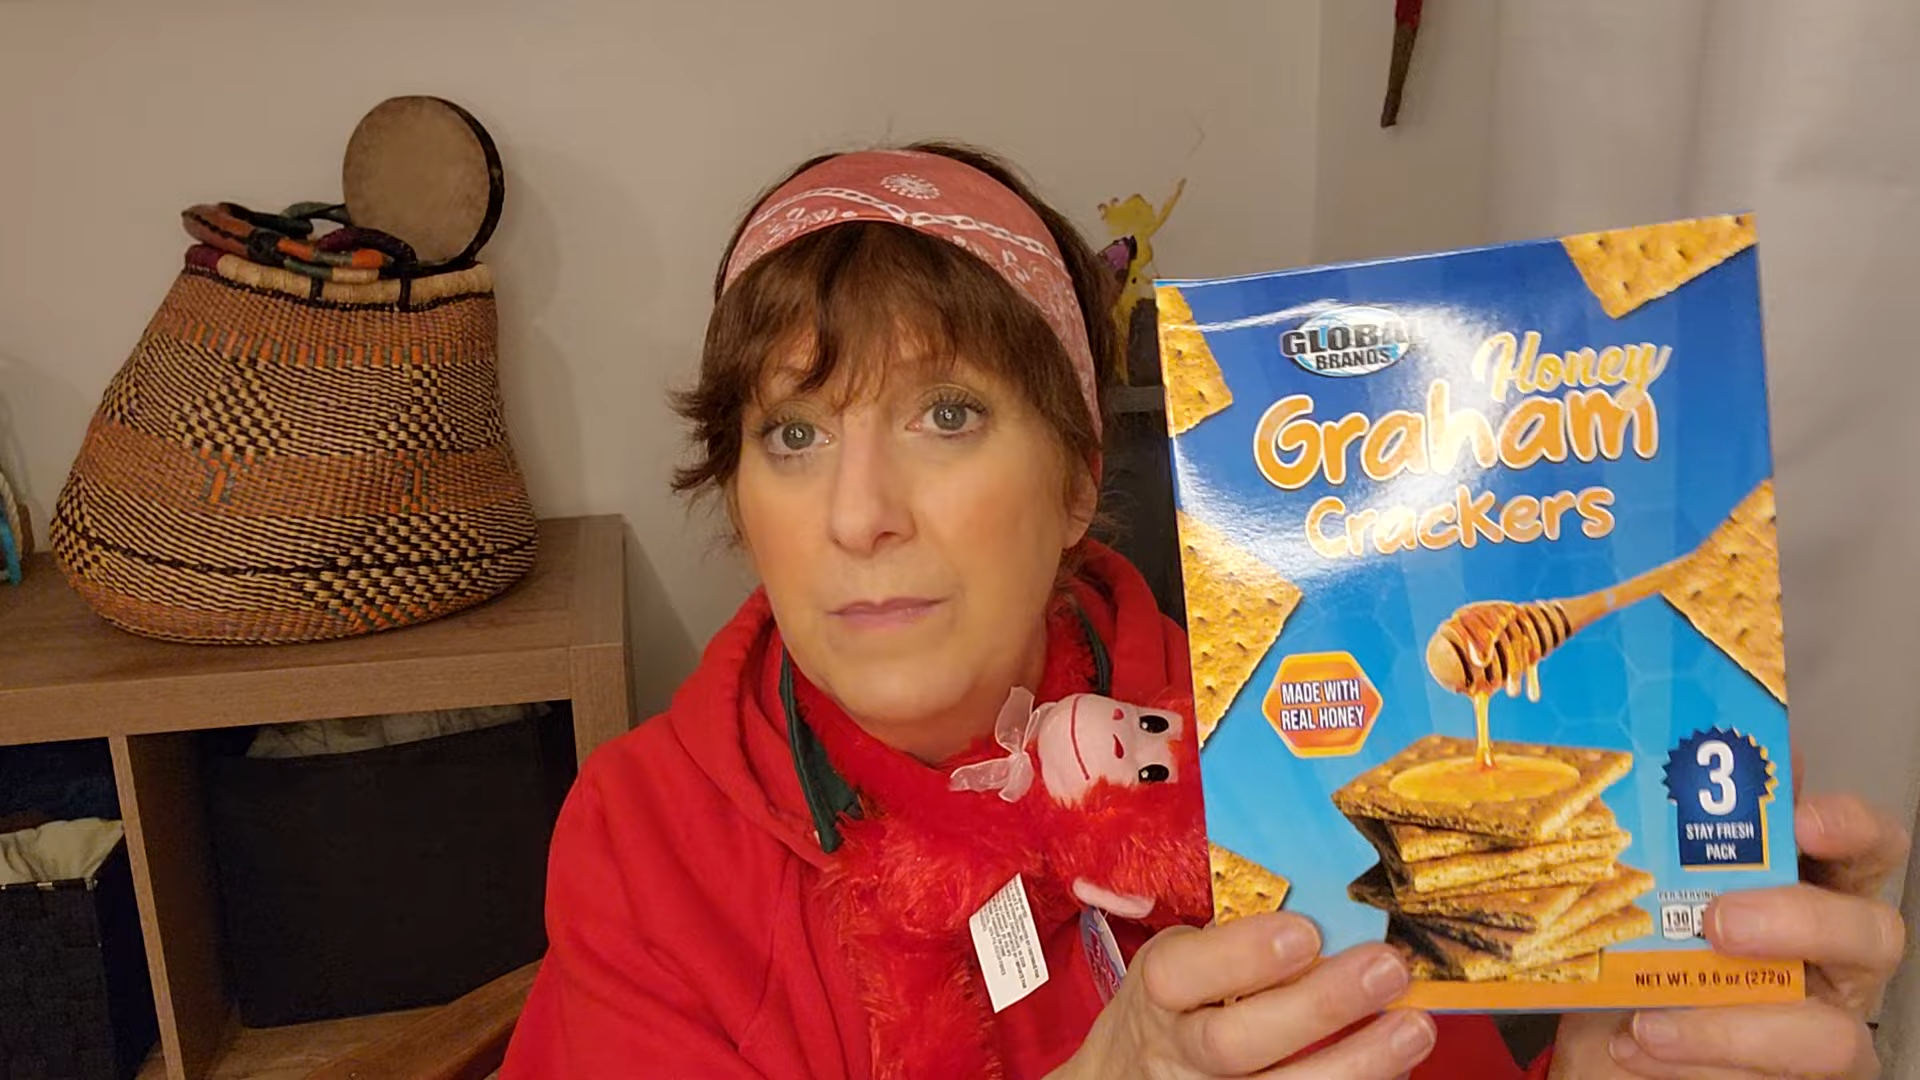 GLOBAL
BRANDS
Honey
Graham
Crackers
MADE WITH
REAL HONEY
3
STAY FRESH
PACK
PER SERVING
130
NET WT. 9.6 oz (272g)